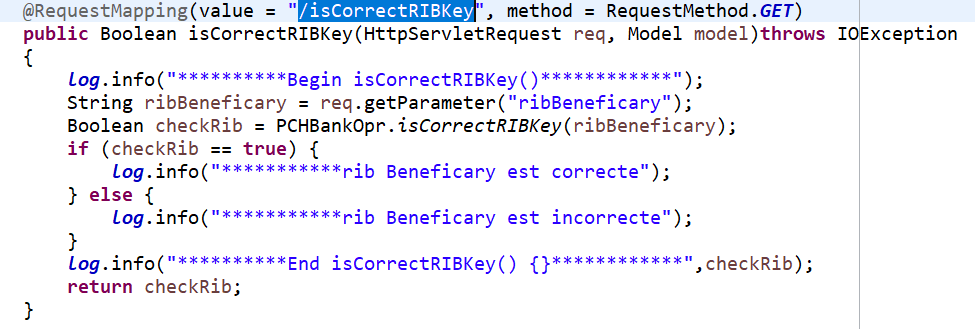 @RequestMapping(value = "/isCorrectRIBKey", method = RequestMethod.GET)
public Boolean isCorrectRIBKey(HttpServletRequest req, Model model)throws IOException
{
    log.info("**********Begin isCorrectRIBKey()************");
    String ribBeneficary = req.getParameter("ribBeneficary");
    Boolean checkRib = PCHBankOpr.isCorrectRIBKey(ribBeneficary);
    if (checkRib == true) {
        log.info("***********rib Beneficary est correcte");
    } else {
        log.info("***********rib Beneficary est incorrecte");
    }
    log.info("**********End isCorrectRIBKey() {}************",checkRib);
    return checkRib;
}